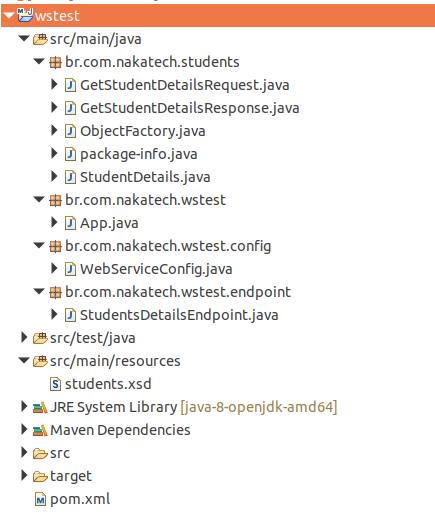 wstest
src/main/java
br.com.nakatech.students
GetStudentDetailsRequest.java
GetStudentDetailsResponse.java
ObjectFactory.java
package-info.java
StudentDetails.java
br.com.nakatech.wstest
App.java
br.com.nakatech.wstest.config
WebServiceConfig.java
br.com.nakatech.wstest.endpoint
StudentsDetailsEndpoint.java
src/test/java
src/main/resources
students.xsd
JRE System Library [java-8-openjdk-amd64]
Maven Dependencies
src
target
pom.xml